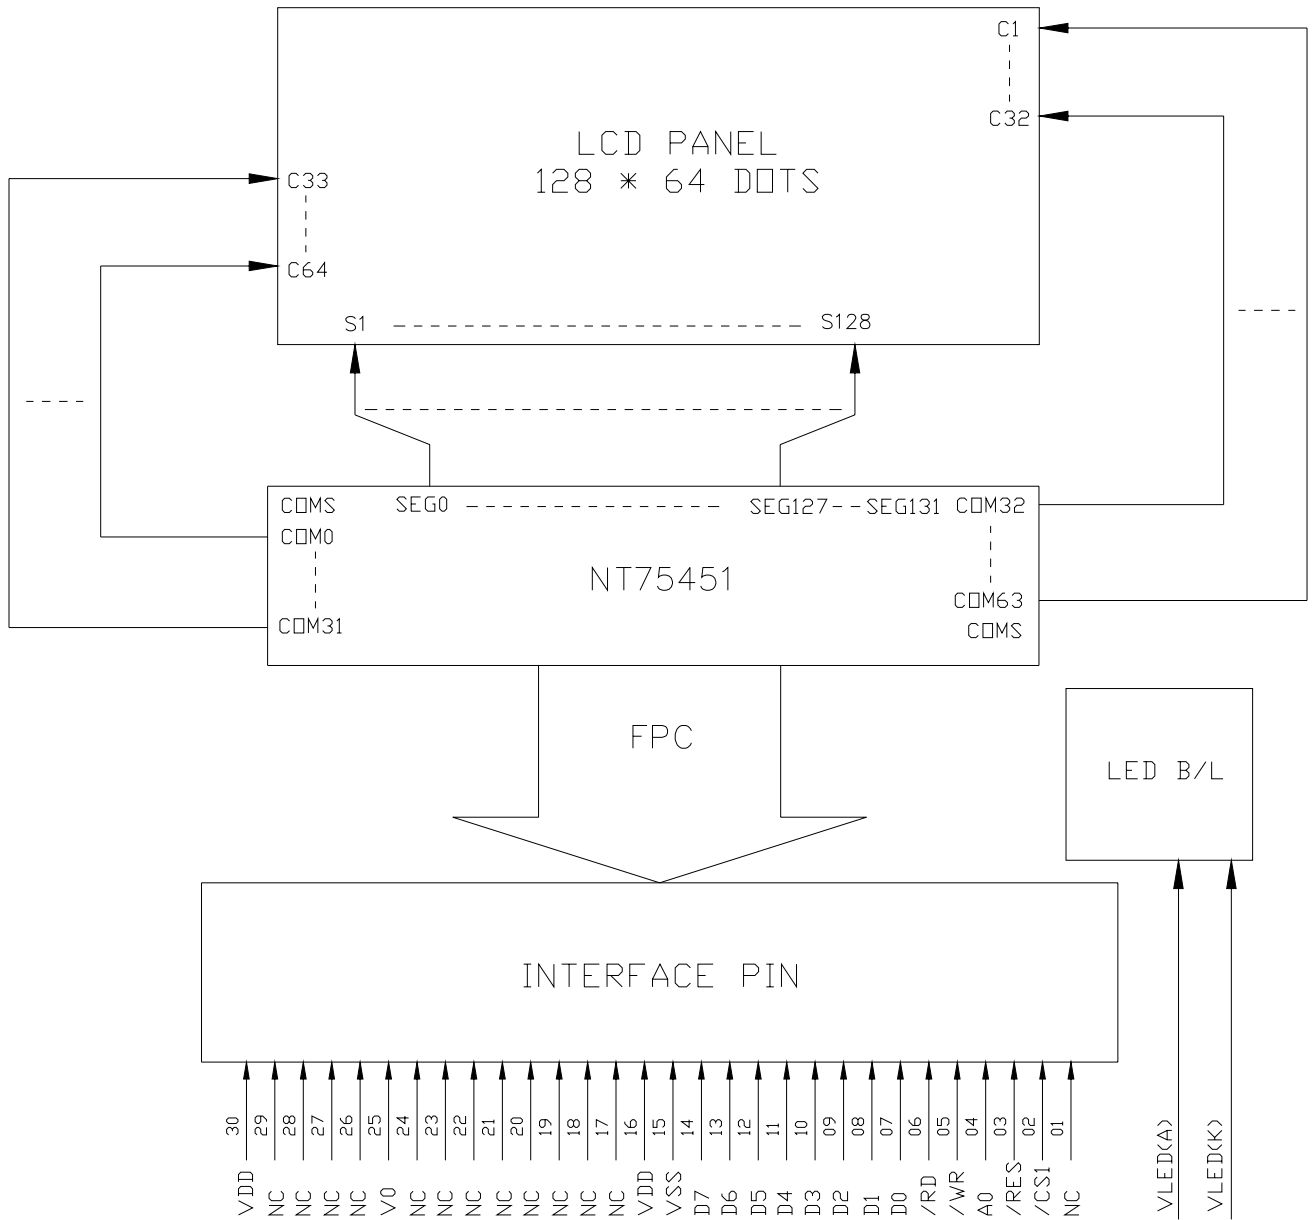 C1
C32
LCD PANEL
128 * 64 DOTS
C33
C64
S1 S128
COMS SEG0 SEG127--SEG131 COM32
COM0
NT75451
COM63
COM31
COMS
FPC
LED B/L
INTERFACE PIN
30 29 28 27 26 25 24 23 22 21 20 19 18 17 16 15 14 13 12 11 10 09 08 07 06 05 04 03 02 01
VDD NC NC NC NC V0 NC NC NC NC NC NC NC NC VDD VSS D7 D6 D5 D4 D3 D2 D1 D0 /RD /WR A0 /RES /CS1 NC
VLED(A) VLED(K)